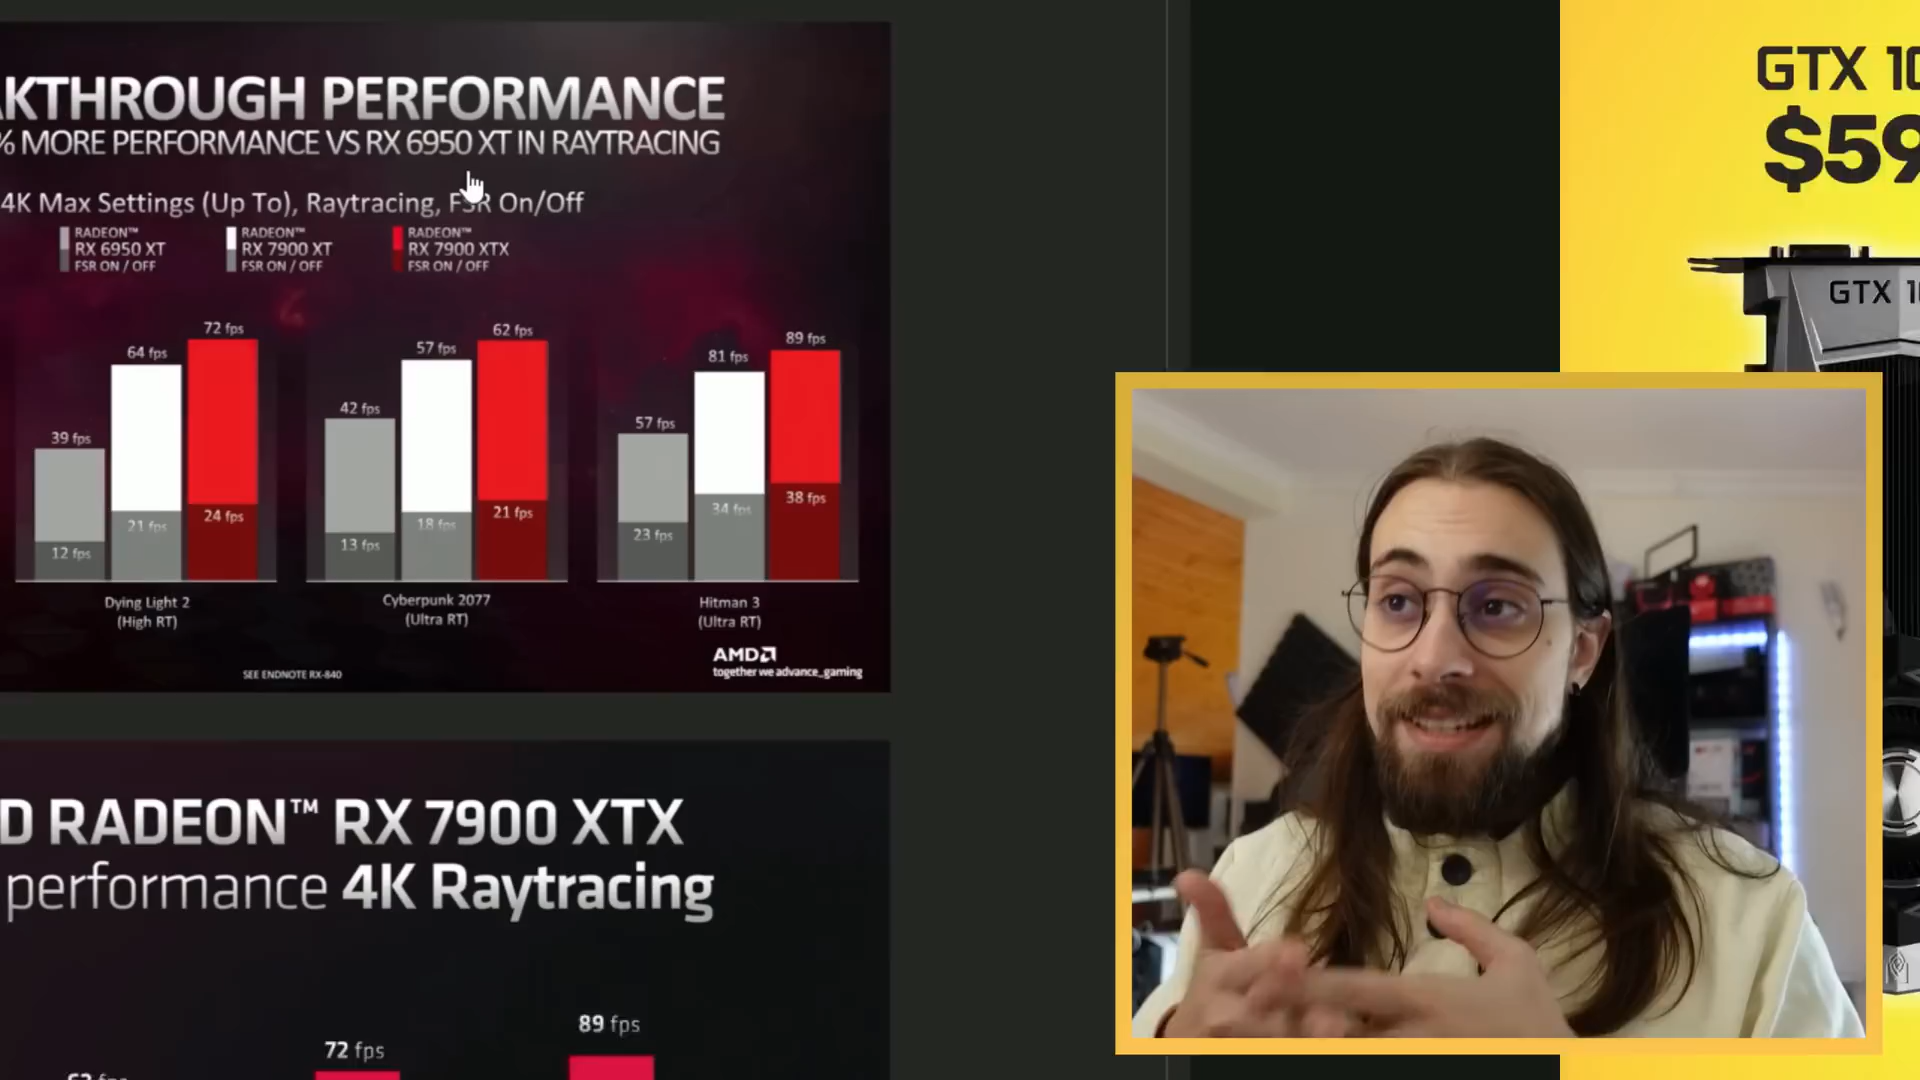 AKTHROUGH PERFORMANCE
% MORE PERFORMANCE VS RX 6950 XT IN RAYTRACING
4K Max Settings (Up To), Raytracing, FSR On/Off
RADEON™
RX 6950 XT
FSR ON / OFF
RADEON™
RX 7900 XT
FSR ON / OFF
RADEON™
RX 7900 XTX
FSR ON / OFF
39 fps
64 fps
72 fps
12 fps
21 fps
24 fps
Dying Light 2
(High RT)
42 fps
57 fps
62 fps
13 fps
18 fps
21 fps
Cyberpunk 2077
(Ultra RT)
57 fps
81 fps
89 fps
23 fps
34 fps
38 fps
Hitman 3
(Ultra RT)
SEE ENDNOTE RX-840
AMD
together we advance_gaming
D RADEON™ RX 7900 XTX
performance 4K Raytracing
72 fps
89 fps
GTX 10
$59
GTX 1